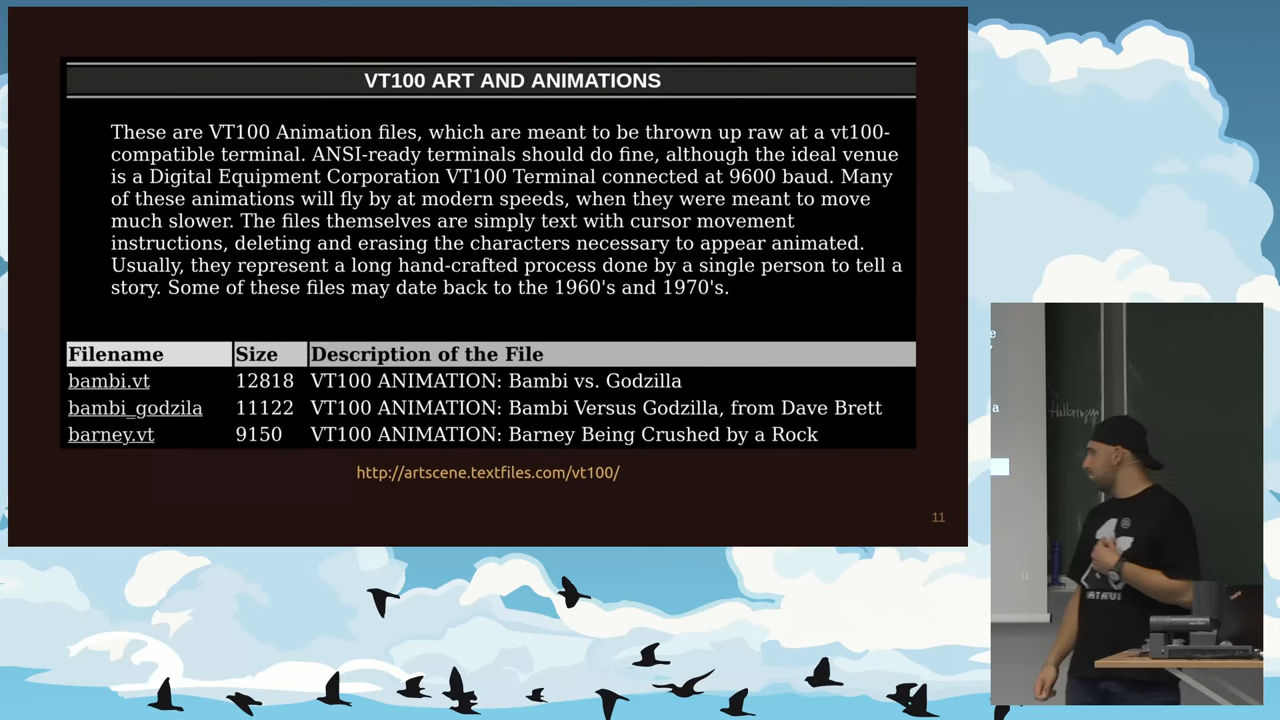 VT100 ART AND ANIMATIONS
These are VT100 Animation files, which are meant to be thrown up raw at a vt100-
compatible terminal. ANSI-ready terminals should do fine, although the ideal venue
is a Digital Equipment Corporation VT100 Terminal connected at 9600 baud. Many
of these animations will fly by at modern speeds, when they were meant to move
much slower. The files themselves are simply text with cursor movement
instructions, deleting and erasing the characters necessary to appear animated.
Usually, they represent a long hand-crafted process done by a single person to tell a
story. Some of these files may date back to the 1960's and 1970's.
Filename Size Description of the File
bambi.vt 12818 VT100 ANIMATION: Bambi vs. Godzilla
bambi_godzila 11122 VT100 ANIMATION: Bambi Versus Godzilla, from Dave Brett
barney.vt 9150 VT100 ANIMATION: Barney Being Crushed by a Rock
http://artscene.textfiles.com/vt100/
11
e
a
11